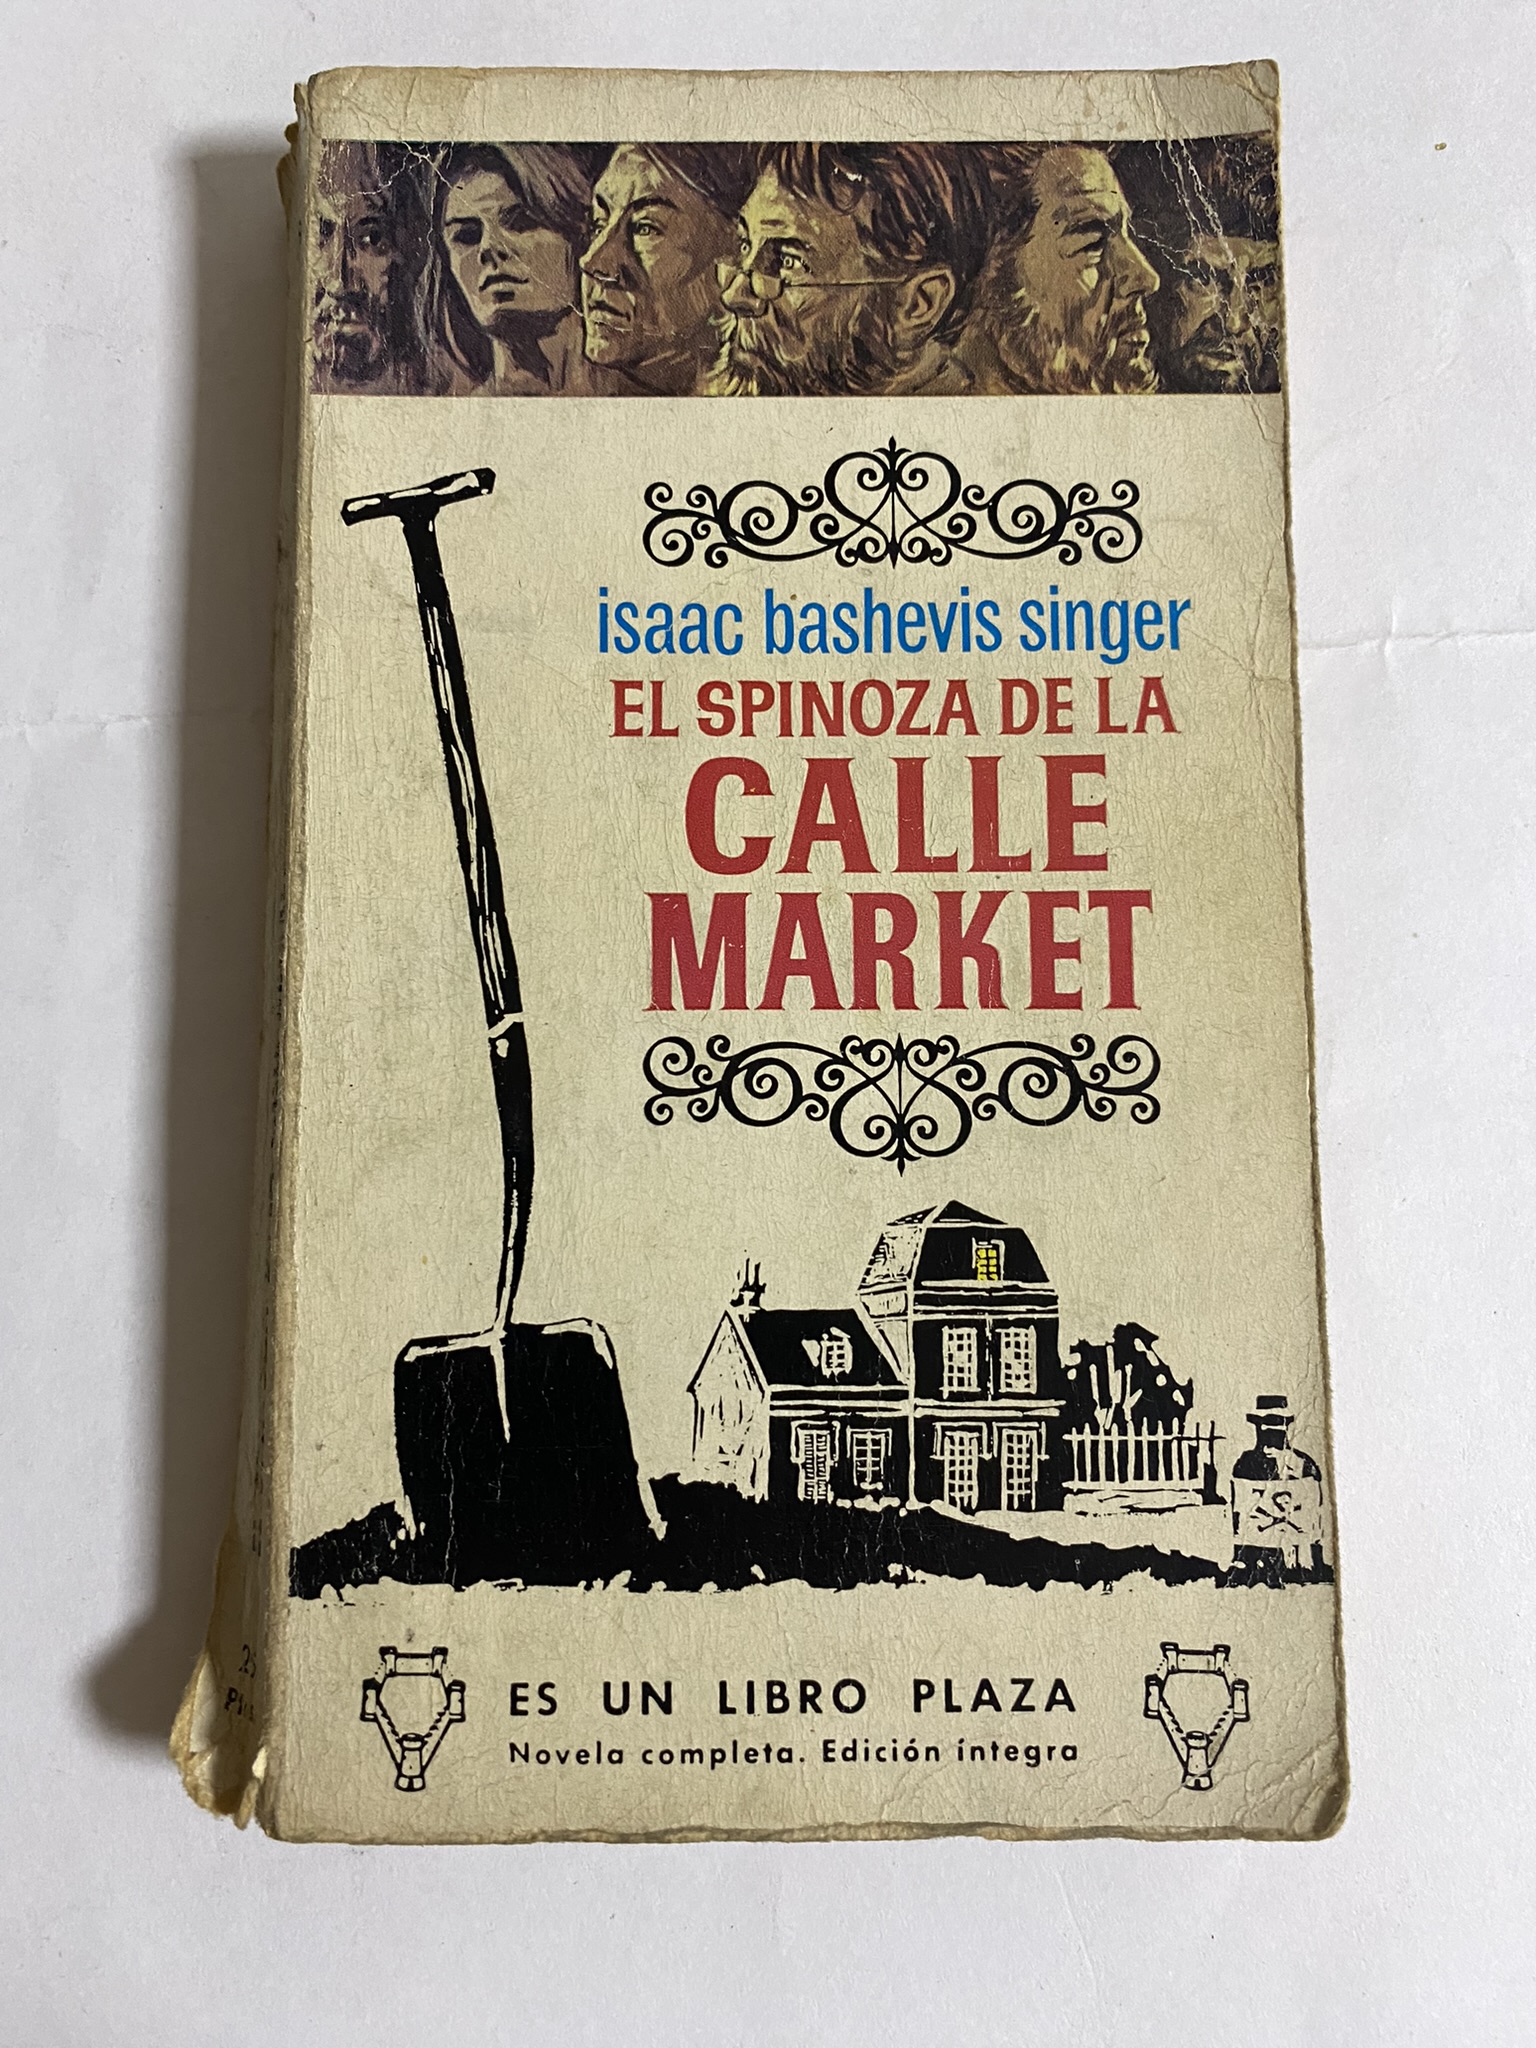 isaac bashevis singer
EL SPINOZA DE LA
CALLE
MARKET
ES UN LIBRO PLAZA
Novela completa. Edición íntegra